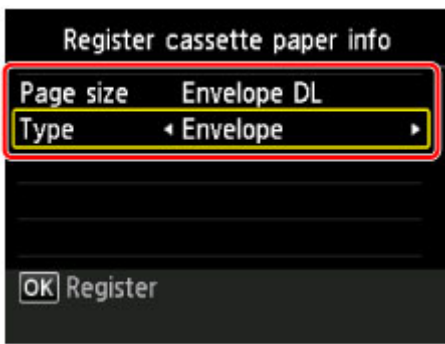 Register cassette paper info
Page size Envelope DL
Type Envelope
OK Register